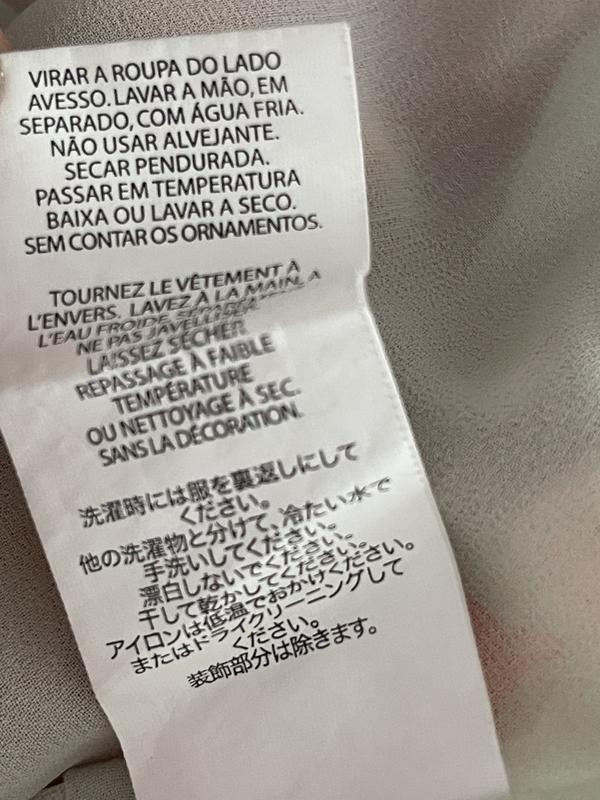 VIRAR A ROUPA DO LADO
AVESSO. LAVAR A MÃO, EM
SEPARADO, COM ÁGUA FRIA.
NÃO USAR ALVEJANTE.
SECAR PENDURADA.
PASSAR EM TEMPERATURA
BAIXA OU LAVAR A SECO.
SEM CONTAR OS ORNAMENTOS.
TOURNEZ LE VÊTEMENT À
L'ENVERS. LAVEZ À LA MAIN, À
L'EAU FROIDE,
NE PAS JAVELLISER.
LAISSEZ SÉCHER
REPASSAGE À FAIBLE
TEMPÉRATURE
OU NETTOYAGE À SEC.
SANS LA DÉCORATION.
洗濯時には服を裏返しにして
ください。
他の洗濯物と分けて、冷たい水で
手洗いしてください。
漂白しないでください。
干して乾かしてください。
アイロンは低温でおかけください。
またはドライクリーニングして
ください。
装飾部分は除きます。